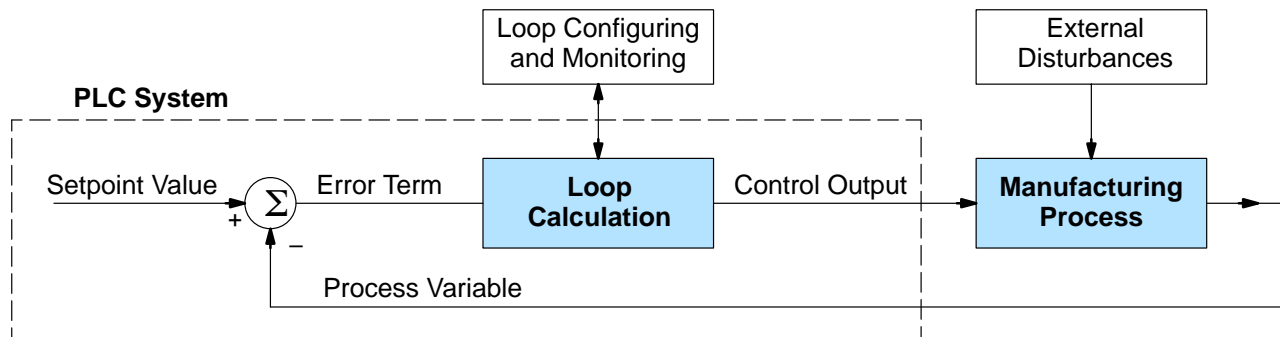 Loop Configuring
and Monitoring
External
Disturbances
PLC System
Setpoint Value
+
Σ
−
Error Term
Loop
Calculation
Control Output
Manufacturing
Process
Process Variable